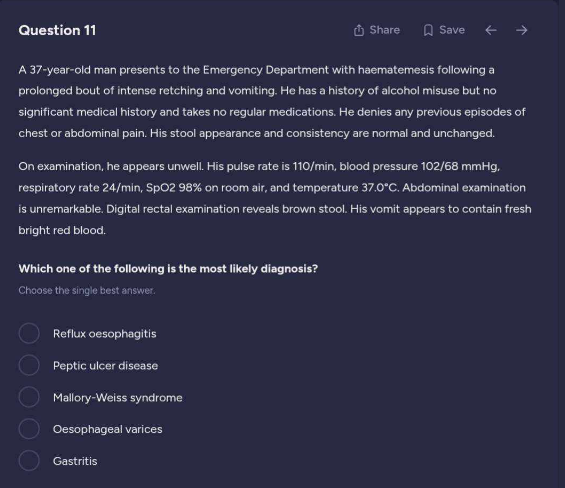 Question 11
Share
Save
A 37-year-old man presents to the Emergency Department with haematemesis following a
prolonged bout of intense retching and vomiting. He has a history of alcohol misuse but no
significant medical history and takes no regular medications. He denies any previous episodes of
chest or abdominal pain. His stool appearance and consistency are normal and unchanged.
On examination, he appears unwell. His pulse rate is 110/min, blood pressure 102/68 mmHg,
respiratory rate 24/min, SpO2 98% on room air, and temperature 37.0°C. Abdominal examination
is unremarkable. Digital rectal examination reveals brown stool. His vomit appears to contain fresh
bright red blood.
Which one of the following is the most likely diagnosis?
Choose the single best answer.
Reflux oesophagitis
Peptic ulcer disease
Mallory-Weiss syndrome
Oesophageal varices
Gastritis